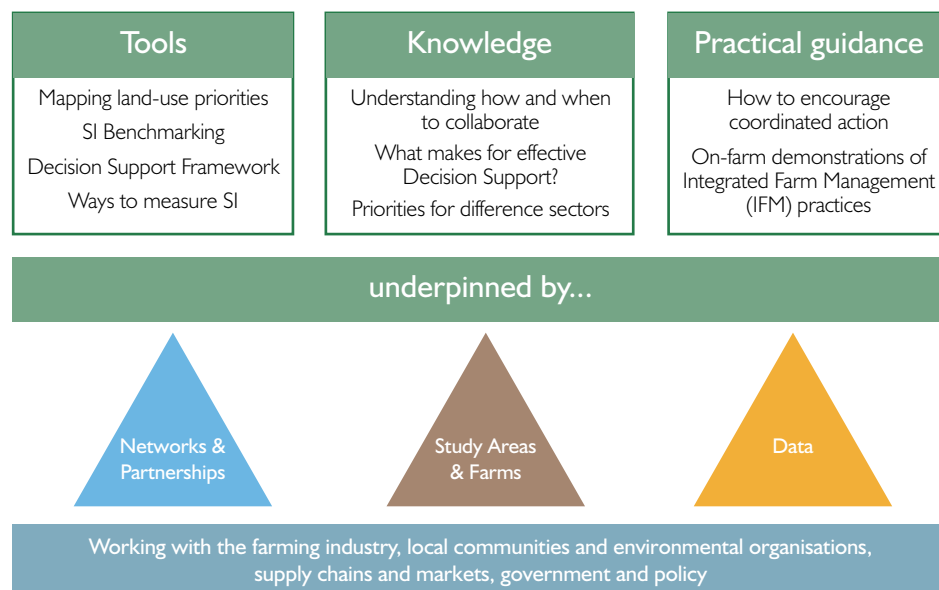 Tools
Mapping land-use priorities
SI Benchmarking
Decision Support Framework
Ways to measure SI
Knowledge
Understanding how and when
to collaborate
What makes for effective
Decision Support?
Priorities for difference sectors
Practical guidance
How to encourage
coordinated action
On-farm demonstrations of
Integrated Farm Management
(IFM) practices
underpinned by...
Networks &
Partnerships
Study Areas
& Farms
Data
Working with the farming industry, local communities and environmental organisations,
supply chains and markets, government and policy